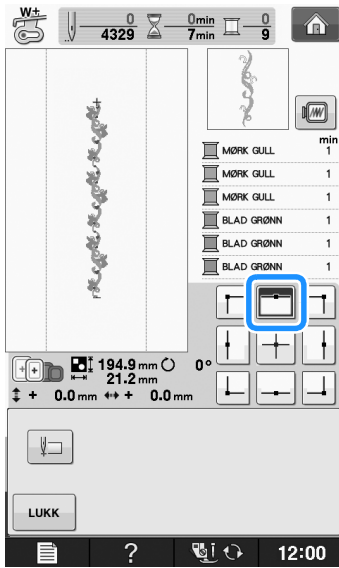 W+
0 0min 0
4329 7min 9
min
MØRK GULL 1
MØRK GULL 1
MØRK GULL 1
BLAD GRØNN 1
BLAD GRØNN 1
BLAD GRØNN 1
194.9 mm 0°
21.2 mm
+ 0.0 mm + 0.0 mm
LUKK
? 12:00